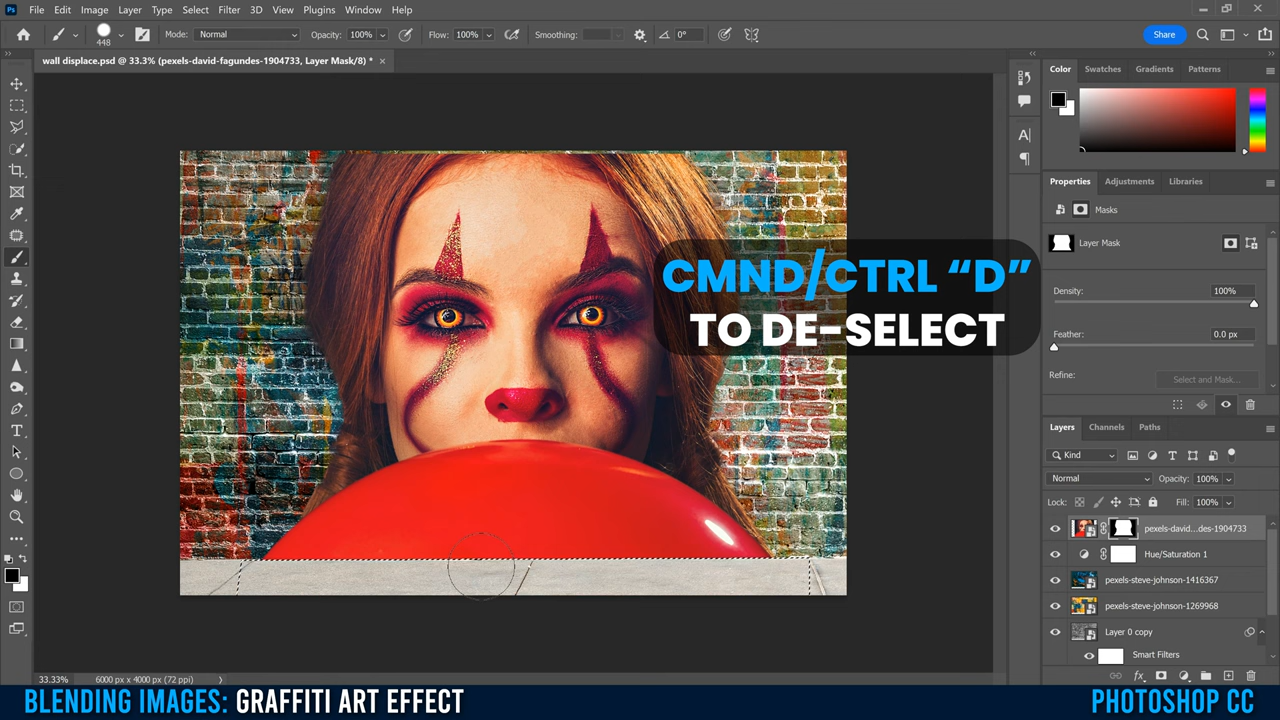 Ps File Edit Image Layer Type Select Filter 3D View Plugins Window Help
448 Mode: Normal Opacity: 100% Flow: 100% Smoothing: 0° Share
wall displace.psd @ 33.3% (pexels-david-fagundes-1904733, Layer Mask/8) *
Color Swatches Gradients Patterns
Properties Adjustments Libraries
Masks
Layer Mask
Density: 100%
Feather: 0.0 px
Refine: Select and Mask...
CMND/CTRL “D”
TO DE-SELECT
Layers Channels Paths
Kind
Normal Opacity: 100%
Lock: Fill: 100%
pexels-david...des-1904733
Hue/Saturation 1
pexels-steve-johnson-1416367
pexels-steve-johnson-1269968
Layer 0 copy
Smart Filters
33.33% 6000 px x 4000 px (72 ppi)
BLENDING IMAGES: GRAFFITI ART EFFECT
PHOTOSHOP CC